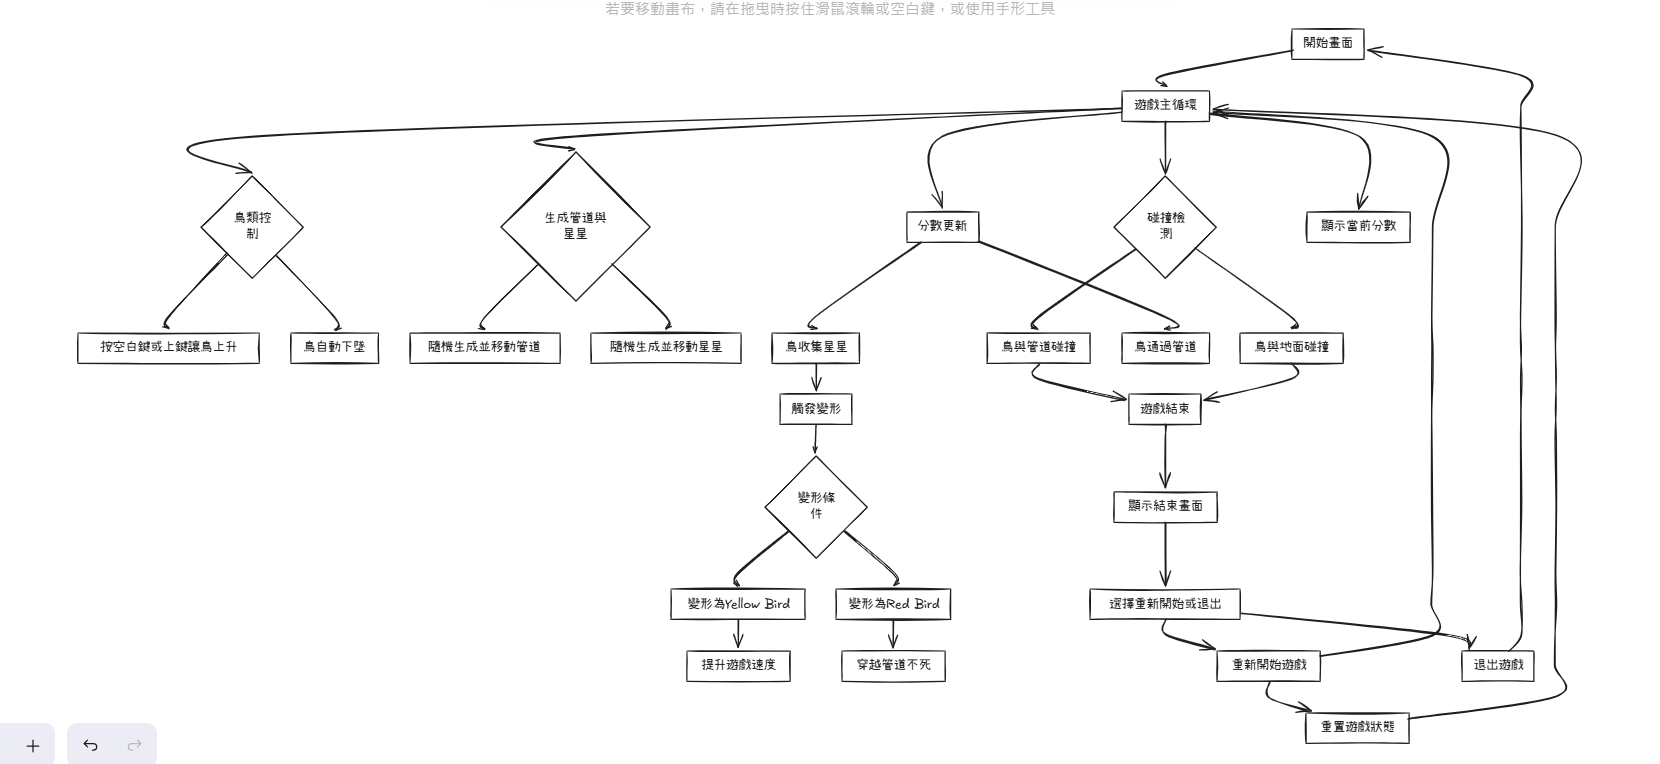 若要移動畫布，請在拖曳時按住滑鼠滾輪或空白鍵，或使用手形工具
開始畫面
遊戲主循環
鳥類控
制
生成管道與
星星
分數更新
碰撞檢
測
顯示當前分數
按空白鍵或上鍵讓鳥上升
鳥自動下墜
隨機生成並移動管道
隨機生成並移動星星
鳥收集星星
鳥與管道碰撞
鳥通過管道
鳥與地面碰撞
觸發變形
遊戲結束
變形條
件
顯示結束畫面
變形為Yellow Bird
變形為Red Bird
選擇重新開始或退出
提升遊戲速度
穿越管道不死
重新開始遊戲
退出遊戲
重置遊戲狀態